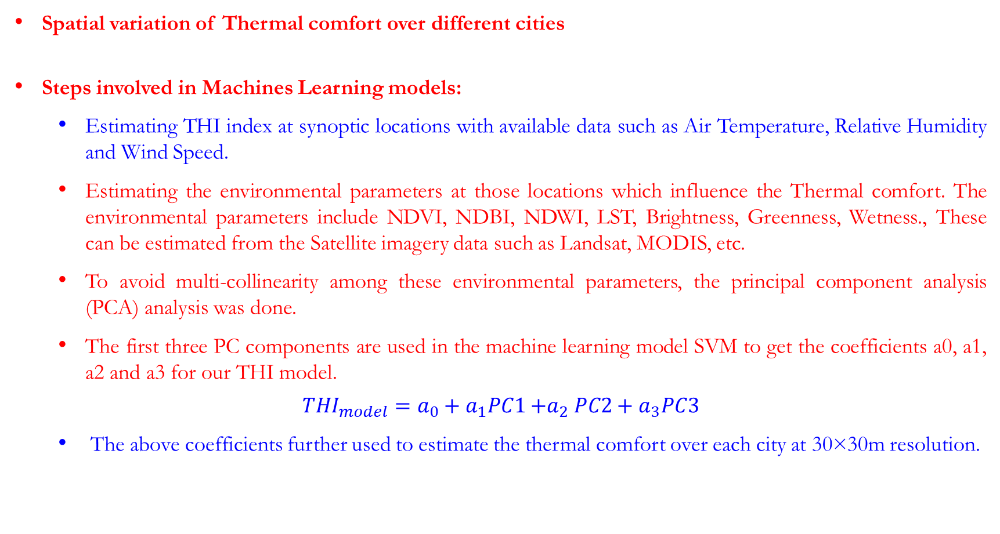 • Spatial variation of Thermal comfort over different cities
• Steps involved in Machines Learning models:
• Estimating THI index at synoptic locations with available data such as Air Temperature, Relative Humidity
and Wind Speed.
• Estimating the environmental parameters at those locations which influence the Thermal comfort. The
environmental parameters include NDVI, NDBI, NDWI, LST, Brightness, Greenness, Wetness., These
can be estimated from the Satellite imagery data such as Landsat, MODIS, etc.
• To avoid multi-collinearity among these environmental parameters, the principal component analysis
(PCA) analysis was done.
• The first three PC components are used in the machine learning model SVM to get the coefficients a0, a1,
a2 and a3 for our THI model.
THI_model = a_0 + a_1PC1 +a_2 PC2 + a_3PC3
• The above coefficients further used to estimate the thermal comfort over each city at 30×30m resolution.